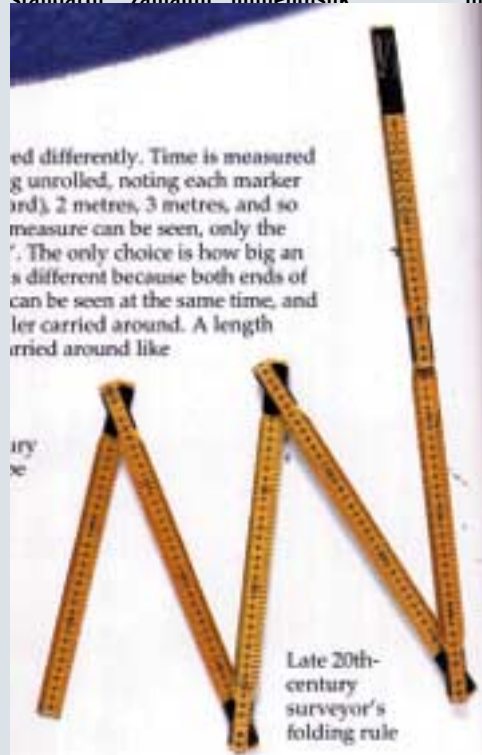 ed differently. Time is measured
g unrolled, noting each marker
ard), 2 metres, 3 metres, and so
measure can be seen, only the
'. The only choice is how big an
s different because both ends of
can be seen at the same time, and
ler carried around. A length
rried around like
ury
Late 20th-
century
surveyor's
folding rule